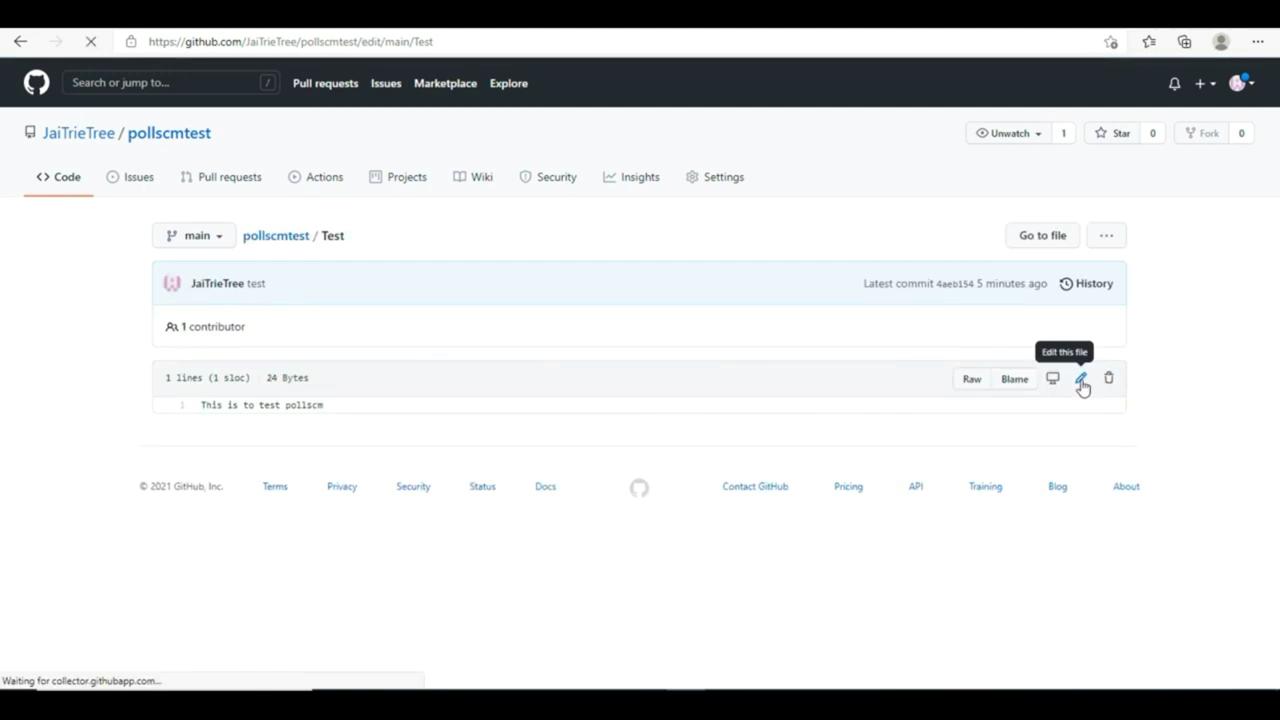 https://github.com/JaiTrieTree/pollscmtest/edit/main/Test
Search or jump to... /
Pull requests Issues Marketplace Explore
JaiTrieTree / pollscmtest
Unwatch 1 Star 0 Fork 0
<> Code Issues Pull requests Actions Projects Wiki Security Insights Settings
main pollscmtest / Test Go to file ...
JaiTrieTree test Latest commit 4aeb154 5 minutes ago History
1 contributor
Edit this file
1 lines (1 sloc) 24 Bytes Raw Blame
1 This is to test pollscm
© 2021 GitHub, Inc. Terms Privacy Security Status Docs Contact GitHub Pricing API Training Blog About
Waiting for collector.githubapp.com...